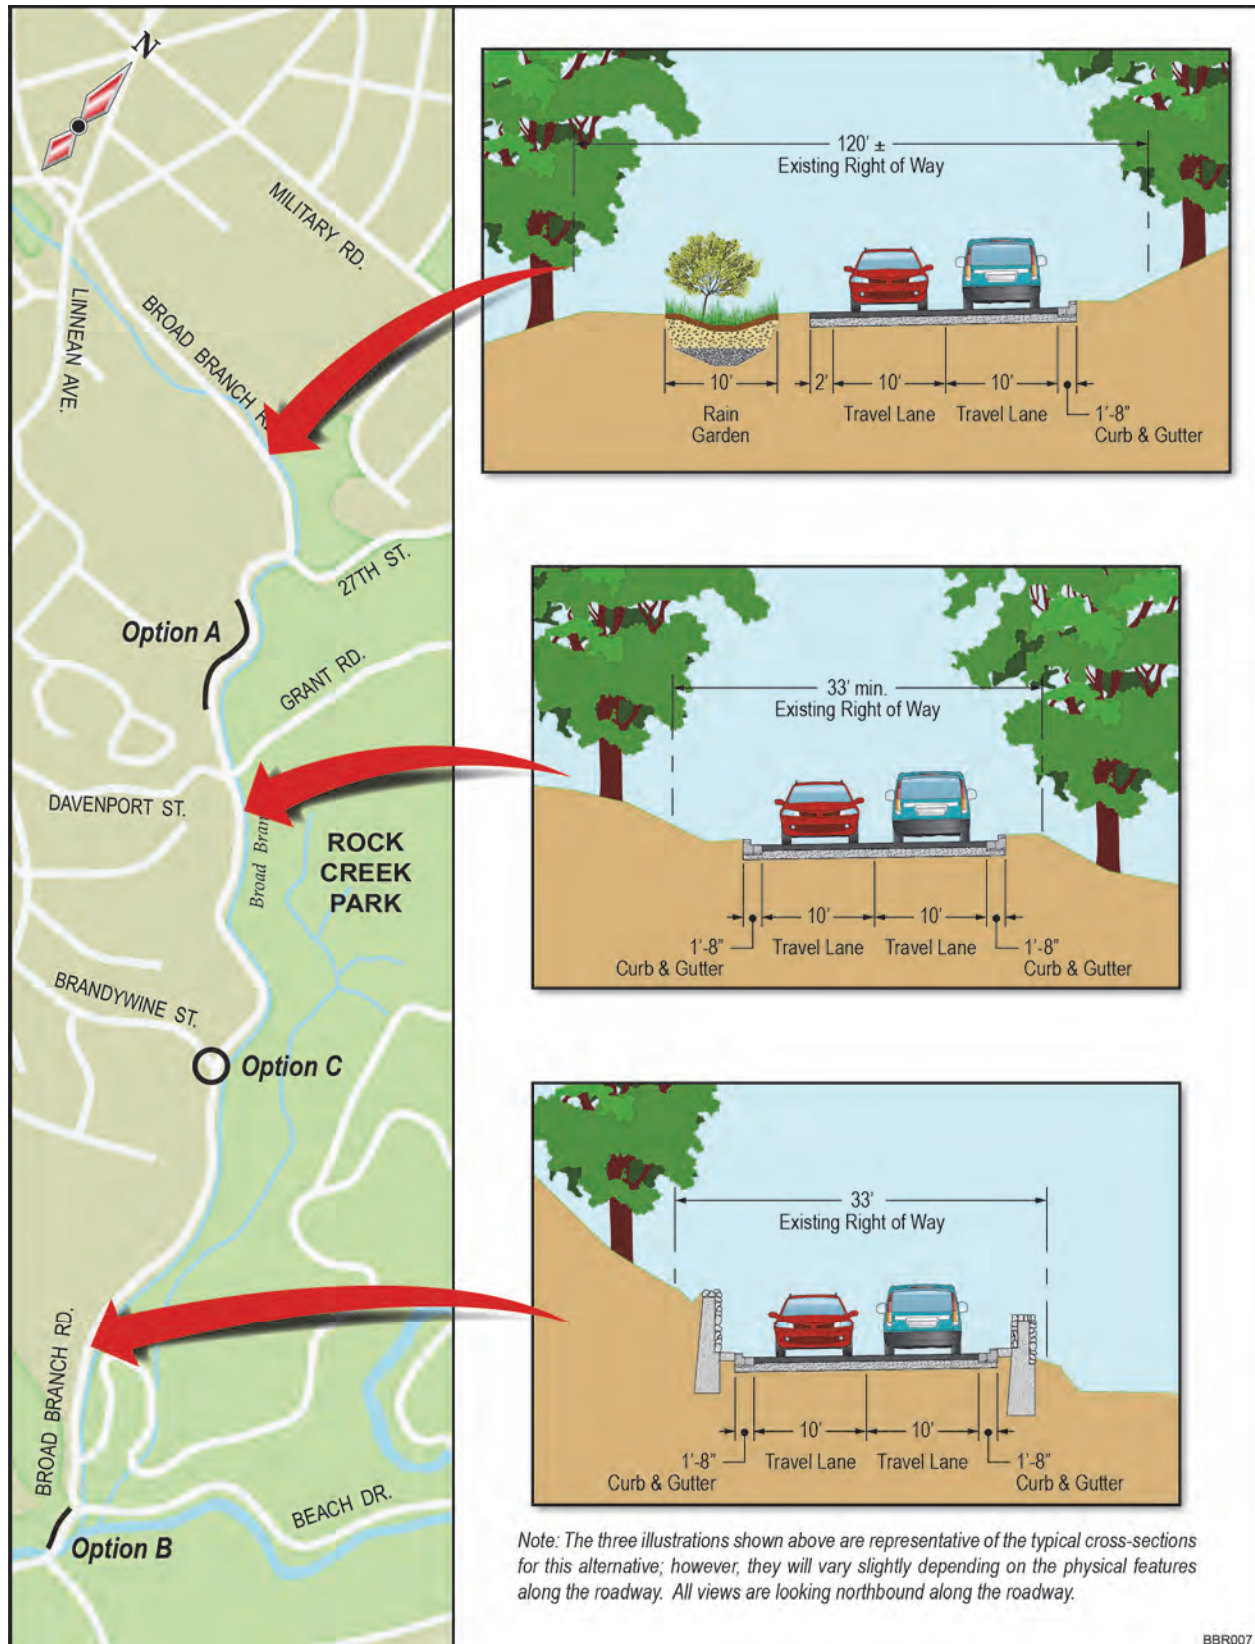 N
MILITARY RD.
LINNEAN AVE.
BROAD BRANCH
27TH ST.
Option A
GRANT RD.
DAVENPORT ST.
Broad
ROCK
CREEK
PARK
BRANDYWINE ST.
Option C
BROAD BRANCH RD.
BEACH DR.
Option B
120' ±
Existing Right of Way
10'
2'
10'
10'
Rain
Garden
Travel Lane
Travel Lane
1'-8"
Curb & Gutter
33' min.
Existing Right of Way
10'
10'
1'-8"
Curb & Gutter
Travel Lane
Travel Lane
1'-8"
Curb & Gutter
33'
Existing Right of Way
10'
10'
1'-8"
Curb & Gutter
Travel Lane
Travel Lane
1'-8"
Curb & Gutter
Note: The three illustrations shown above are representative of the typical cross-sections
for this alternative; however, they will vary slightly depending on the physical features
along the roadway. All views are looking northbound along the roadway.
BBR007